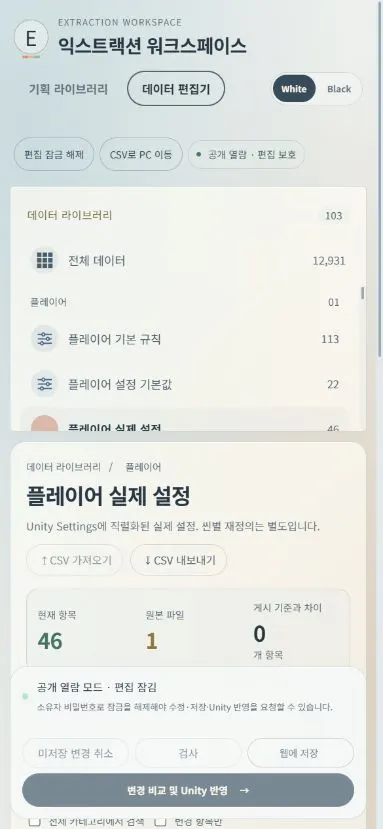 E
EXTRACTION WORKSPACE
익스트랙션 워크스페이스
기획 라이브러리
데이터 편집기
White
Black
편집 잠금 해제
CSV로 PC 이동
공개 열람 · 편집 보호
데이터 라이브러리 103
전체 데이터 12,931
플레이어 01
플레이어 기본 규칙 113
플레이어 설정 기본값 22
플레이어 실제 설정 46
데이터 라이브러리 / 플레이어
플레이어 실제 설정
Unity Settings에 직렬화된 실제 설정. 씬별 재정의는 별도입니다.
↑ CSV 가져오기
↓ CSV 내보내기
현재 항목
46
원본 파일
1
게시 기준과 차이
0
개 항목
공개 열람 모드 · 편집 잠김
소유자 비밀번호로 잠금을 해제해야 수정·저장·Unity 반영을 요청할 수 있습니다.
미저장 변경 취소
검사
웹에 저장
변경 비교 및 Unity 반영 →
전체 카테고리에서 검색
변경 항목만